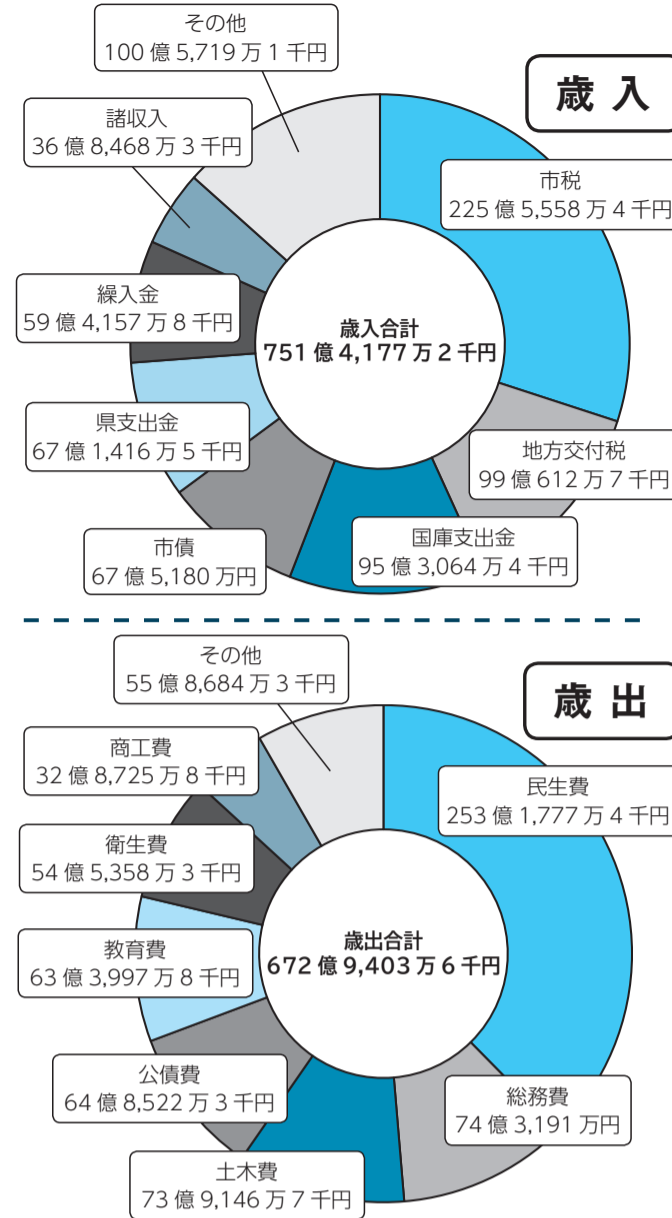 歳入
その他
100億5,719万1千円
諸収入
36億8,468万3千円
市税
225億5,558万4千円
繰入金
59億4,157万8千円
歳入合計
751億4,177万2千円
県支出金
67億1,416万5千円
地方交付税
99億612万7千円
市債
67億5,180万円
国庫支出金
95億3,064万4千円
歳出
その他
55億8,684万3千円
商工費
32億8,725万8千円
民生費
253億1,777万4千円
衛生費
54億5,358万3千円
歳出合計
672億9,403万6千円
教育費
63億3,997万8千円
公債費
64億8,522万3千円
総務費
74億3,191万円
土木費
73億9,146万7千円